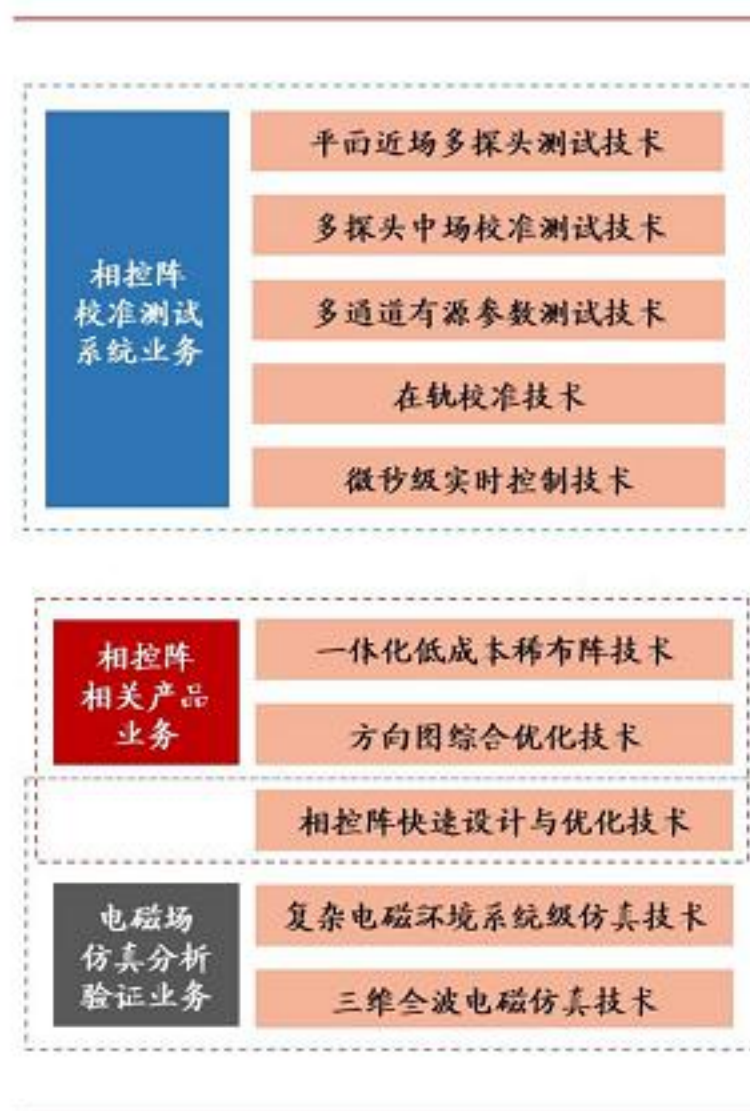 相控阵
校准测试
系统业务
平面近场多探头测试技术
多探头中场校准测试技术
多通道有源参数测试技术
在轨校准技术
微秒级实时控制技术
相控阵
相关产品
业务
一体化低成本稀布阵技术
方向图综合优化技术
相控阵快速设计与优化技术
电磁场
仿真分析
验证业务
复杂电磁环境系统级仿真技术
三维全波电磁仿真技术